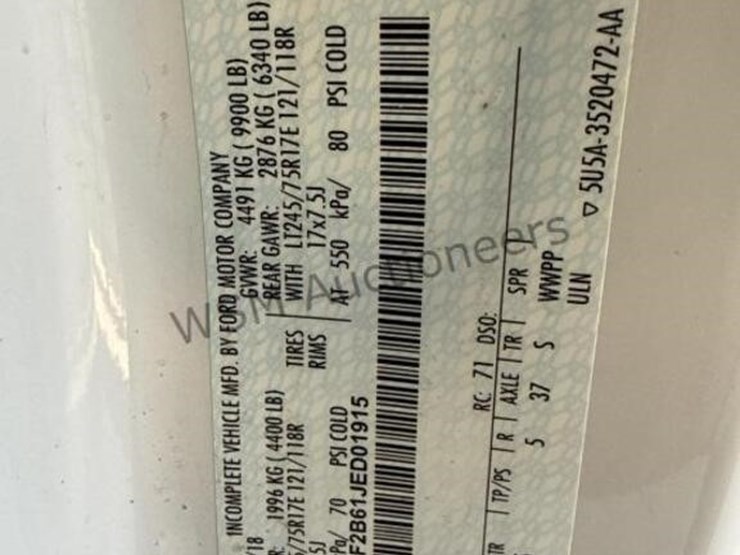 INCOMPLETE VEHICLE MFD. BY FORD MOTOR COMPANY
/18 GVWR: 4491 KG ( 9900 LB)
R: 1996 KG ( 4400 LB) REAR GAWR: 2876 KG ( 6340 LB)
/75R17E 121/118R TIRES WITH LT245/75R17E 121/118R
5J RIMS 17x7.5J
Pa/ 70 PSI COLD AT 550 kPa/ 80 PSI COLD
F2B61JED01915
RC: 71 DSO:
TR TP/PS R AXLE TR SPR
5 37 S WWPP
ULN
▽ 5U5A-3520472-AA
WSM Auctioneers